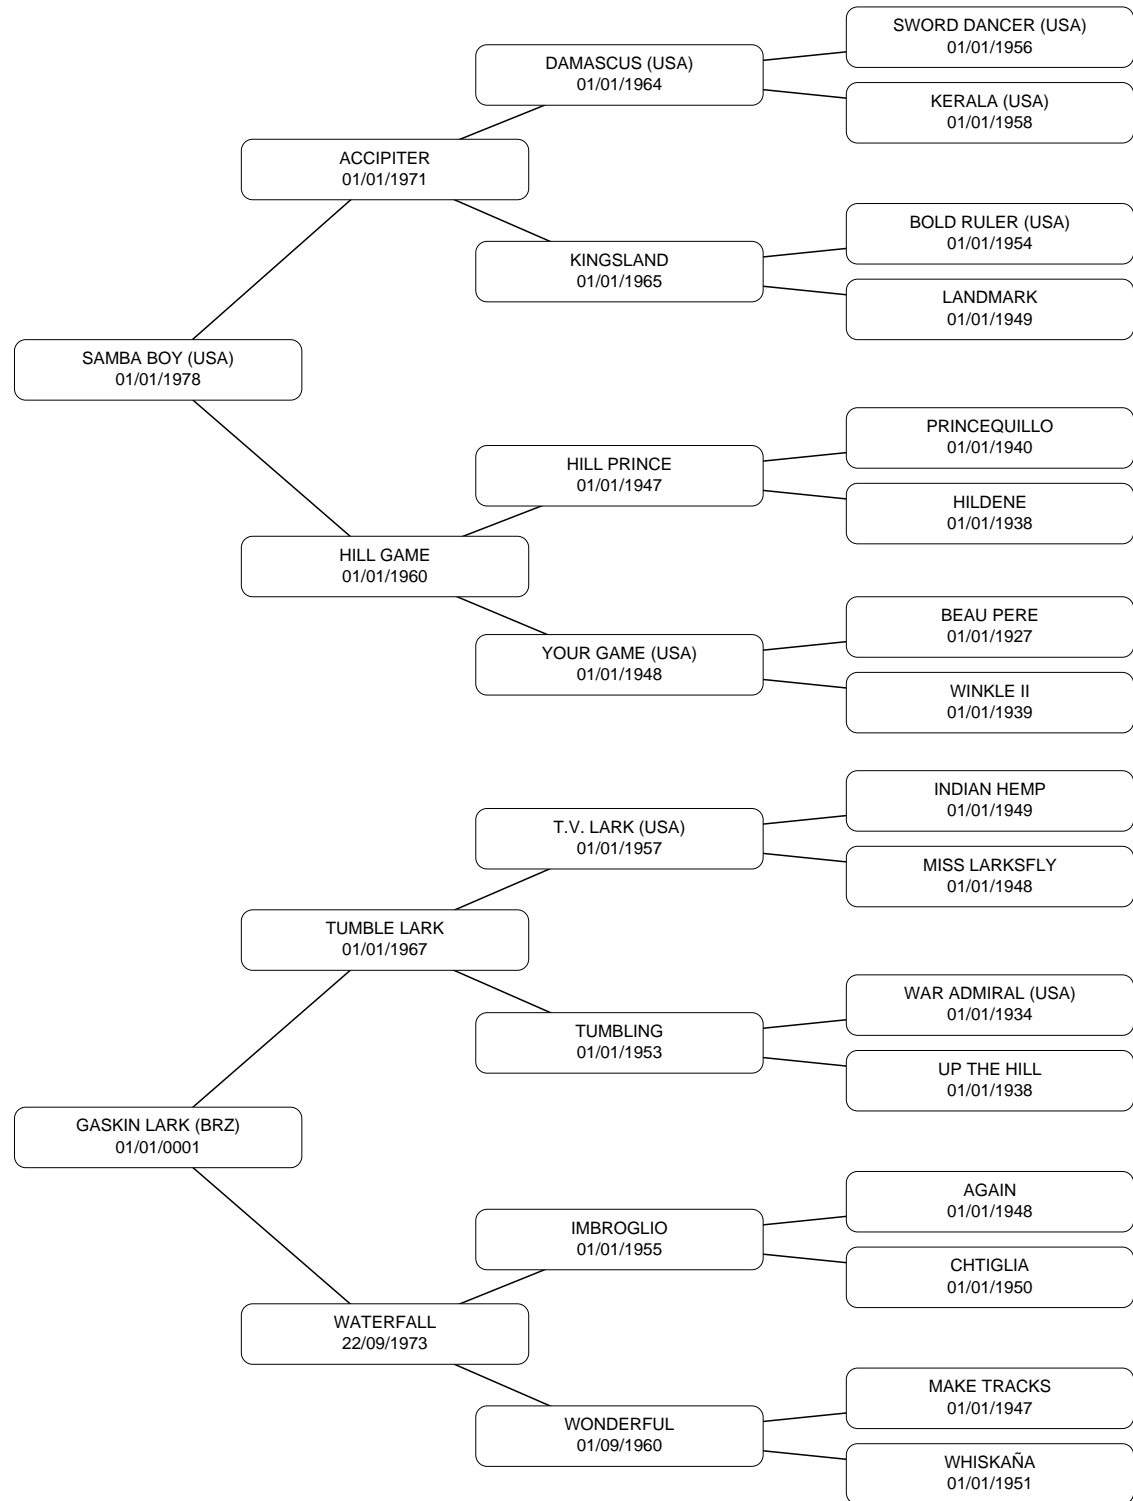 SWORD DANCER (USA)
01/01/1956
DAMASCUS (USA)
01/01/1964
KERALA (USA)
01/01/1958
ACCIPITER
01/01/1971
BOLD RULER (USA)
01/01/1954
KINGSLAND
01/01/1965
LANDMARK
01/01/1949
SAMBA BOY (USA)
01/01/1978
PRINCEQUILLO
01/01/1940
HILL PRINCE
01/01/1947
HILDENE
01/01/1938
HILL GAME
01/01/1960
BEAU PERE
01/01/1927
YOUR GAME (USA)
01/01/1948
WINKLE II
01/01/1939
INDIAN HEMP
01/01/1949
T.V. LARK (USA)
01/01/1957
MISS LARKSFLY
01/01/1948
TUMBLE LARK
01/01/1967
WAR ADMIRAL (USA)
01/01/1934
TUMBLING
01/01/1953
UP THE HILL
01/01/1938
GASKIN LARK (BRZ)
01/01/0001
AGAIN
01/01/1948
IMBROGLIO
01/01/1955
CHTIGLIA
01/01/1950
WATERFALL
22/09/1973
MAKE TRACKS
01/01/1947
WONDERFUL
01/09/1960
WHISKAÑA
01/01/1951